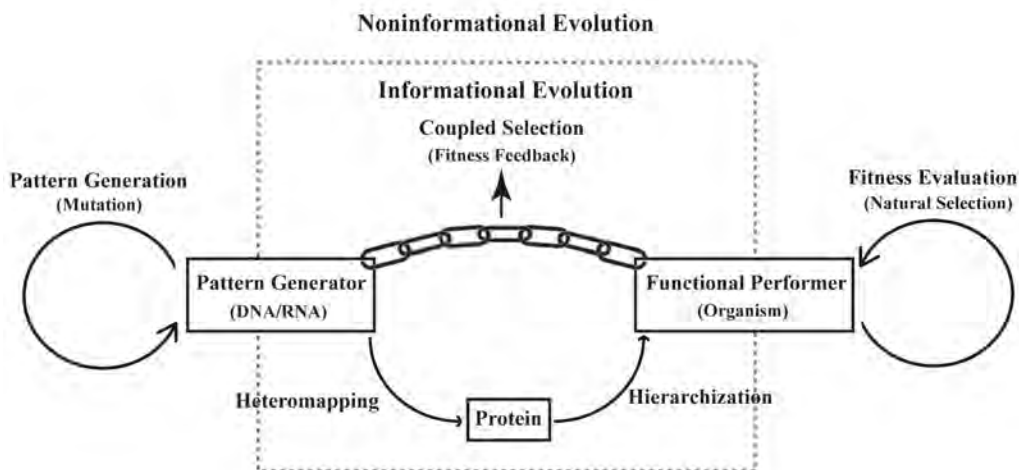 Noninformational Evolution
Informational Evolution
Coupled Selection
(Fitness Feedback)
Pattern Generation
(Mutation)
Fitness Evaluation
(Natural Selection)
Pattern Generator
(DNA/RNA)
Functional Performer
(Organism)
Heteromapping
Protein
Hierarchization